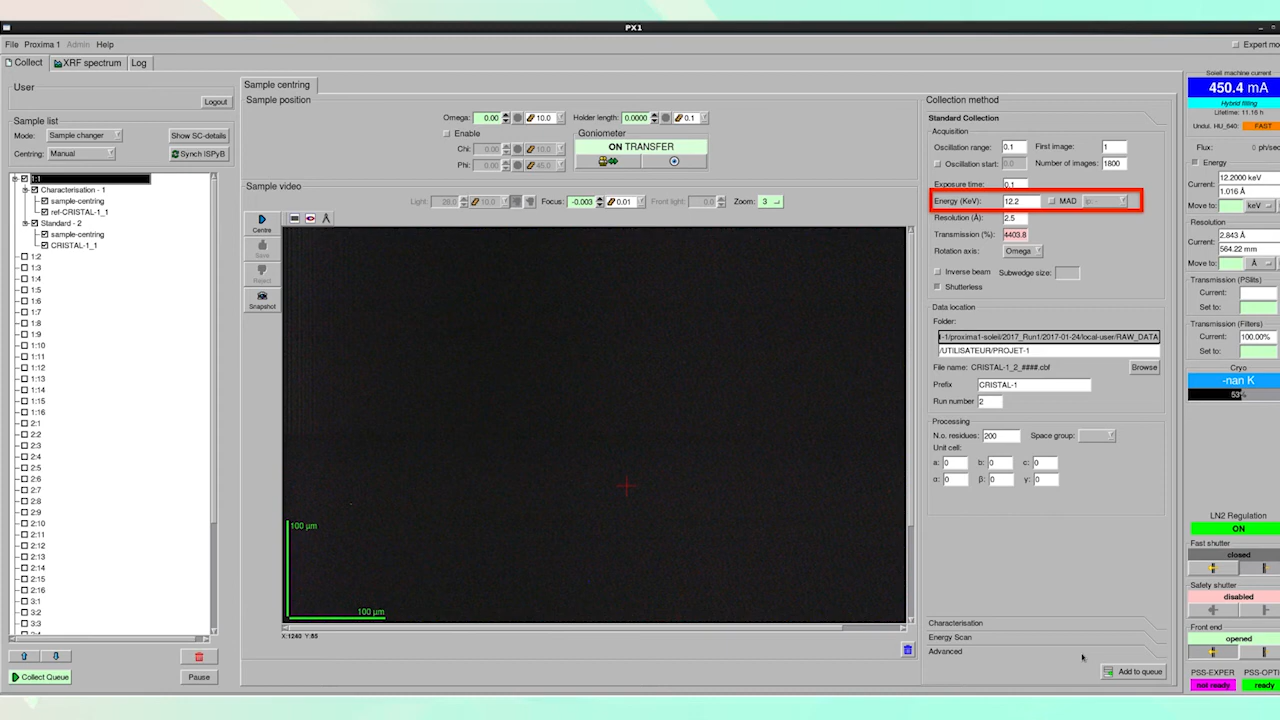 PX1
File Proxima 1 Admin Help Expert mo
Collect XRF spectrum Log
User
Logout
Sample list
Mode: Sample changer Show SC-details
Centring: Manual Synch ISPyB
1:1
Characterisation - 1
sample-centring
ref-CRISTAL-1_1
Standard - 2
sample-centring
CRISTAL-1_1
1:2
1:3
1:4
1:5
1:6
1:7
1:8
1:9
1:10
1:11
1:12
1:13
1:14
1:15
1:16
2:1
2:2
2:3
2:4
2:5
2:6
2:7
2:8
2:9
2:10
2:11
2:12
2:13
2:14
2:15
2:16
3:1
3:2
3:3
Collect Queue Pause
Sample centring
Sample position
Omega: 0.00 10.0 Holder length: 0.0000 0.1
Enable
Goniometer
ON TRANSFER
Chi: 0.00 10.0
Phi: 0.00 45.0
Sample video
Light: 28.0 10.0 Focus: -0.003 0.01 Front light: 0.0 Zoom: 3
Centre
Save
Reject
Snapshot
100 µm
100 µm
X:1240 Y:65
Collection method
Standard Collection
Acquisition
Oscillation range: 0.1 First image: 1
Oscillation start: 0.0 Number of images: 1800
Exposure time: 0.1
Energy (KeV): 12.2 MAD ip: -
Resolution (Å): 2.5
Transmission (%): 4403.8
Rotation axis: Omega
Inverse beam Subwedge size:
Shutterless
Data location
Folder:
-1/proxima1-soleil/2017_Run1/2017-01-24/local-user/RAW_DATA
/UTILISATEUR/PROJET-1
File name: CRISTAL-1_2_####.cbf Browse
Prefix CRISTAL-1
Run number 2
Processing
N.o. residues: 200 Space group:
Unit cell:
a: 0 b: 0 c: 0
α: 0 β: 0 γ: 0
Characterisation
Energy Scan
Advanced
Add to queue
Soleil machine current
450.4 mA
Hybrid filling
Lifetime: 11.16 h
Undul. HU_640: FAST
Flux: 0 ph/sec
Energy
Current: 12.2000 keV
1.016 Å
Move to: keV
Resolution
Current: 2.843 Å
564.22 mm
Move to: Å
Transmission (PSlits)
Current:
Set to:
Transmission (Filters)
Current: 100.00%
Set to:
Cryo
-nan K
53%
LN2 Regulation
ON
Fast shutter
closed
Safety shutter
disabled
Front end
opened
PSS-EXPER PSS-OPTI
not ready ready